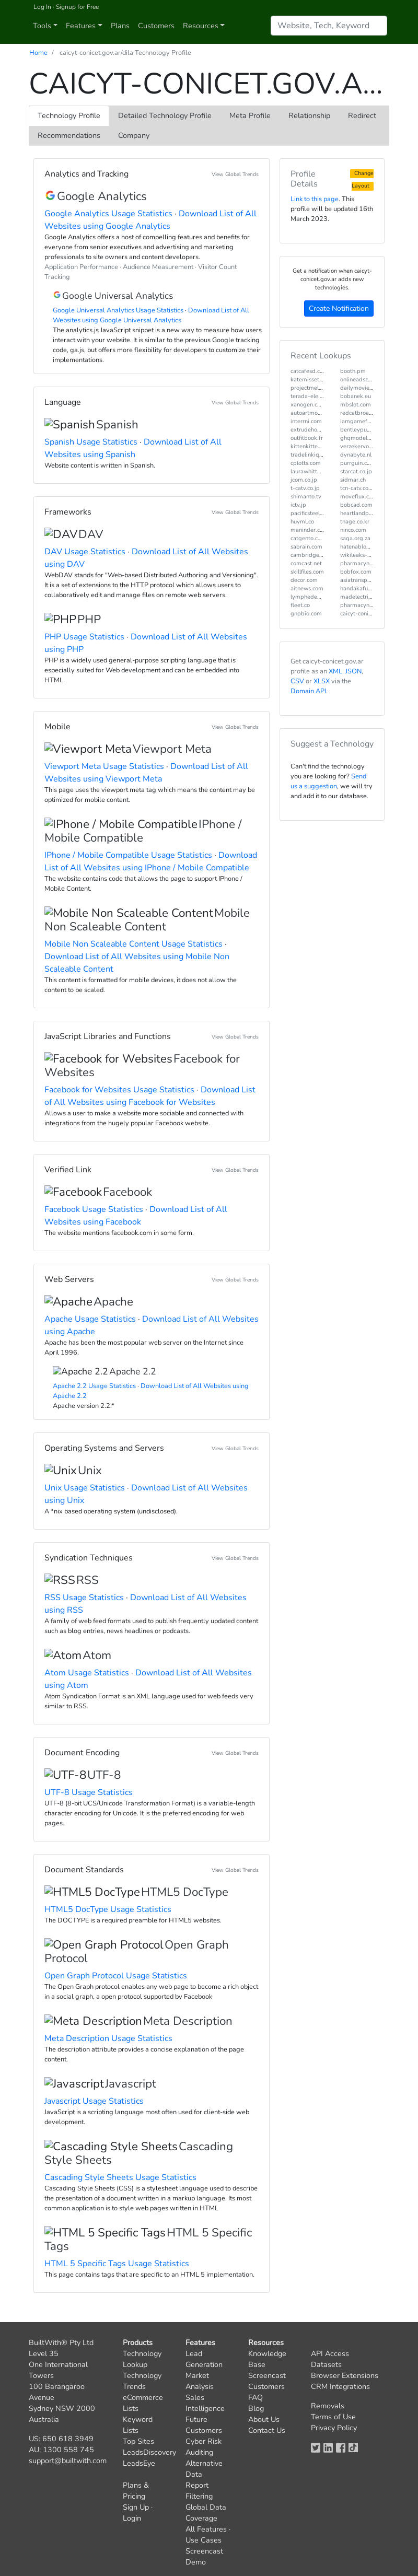 Log In · Signup for Free
Tools Features Plans Customers Resources
Website, Tech, Keyword
Home / caicyt-conicet.gov.ar/dila Technology Profile
CAICYT-CONICET.GOV.A...
Technology Profile Detailed Technology Profile Meta Profile Relationship Redirect
Recommendations Company
Analytics and Tracking
View Global Trends
Google Analytics
Google Analytics Usage Statistics · Download List of All
Websites using Google Analytics
Google Analytics offers a host of compelling features and benefits for
everyone from senior executives and advertising and marketing
professionals to site owners and content developers.
Application Performance · Audience Measurement · Visitor Count
Tracking
Google Universal Analytics
Google Universal Analytics Usage Statistics · Download List of All
Websites using Google Universal Analytics
The analytics.js JavaScript snippet is a new way to measure how users
interact with your website. It is similar to the previous Google tracking
code, ga.js, but offers more flexibility for developers to customize their
implementations.
Language
View Global Trends
Spanish Spanish
Spanish Usage Statistics · Download List of All
Websites using Spanish
Website content is written in Spanish.
Frameworks
View Global Trends
DAV DAV
DAV Usage Statistics · Download List of All Websites
using DAV
WebDAV stands for "Web-based Distributed Authoring and Versioning".
It is a set of extensions to the HTTP protocol which allows users to
collaboratively edit and manage files on remote web servers.
PHP PHP
PHP Usage Statistics · Download List of All Websites
using PHP
PHP is a widely used general-purpose scripting language that is
especially suited for Web development and can be embedded into
HTML.
Mobile
View Global Trends
Viewport Meta Viewport Meta
Viewport Meta Usage Statistics · Download List of All
Websites using Viewport Meta
This page uses the viewport meta tag which means the content may be
optimized for mobile content.
IPhone / Mobile Compatible IPhone /
Mobile Compatible
IPhone / Mobile Compatible Usage Statistics · Download
List of All Websites using IPhone / Mobile Compatible
The website contains code that allows the page to support IPhone /
Mobile Content.
Mobile Non Scaleable Content Mobile
Non Scaleable Content
Mobile Non Scaleable Content Usage Statistics ·
Download List of All Websites using Mobile Non
Scaleable Content
This content is formatted for mobile devices, it does not allow the
content to be scaled.
JavaScript Libraries and Functions
View Global Trends
Facebook for Websites Facebook for
Websites
Facebook for Websites Usage Statistics · Download List
of All Websites using Facebook for Websites
Allows a user to make a website more sociable and connected with
integrations from the hugely popular Facebook website.
Verified Link
View Global Trends
Facebook Facebook
Facebook Usage Statistics · Download List of All
Websites using Facebook
The website mentions facebook.com in some form.
Web Servers
View Global Trends
Apache Apache
Apache Usage Statistics · Download List of All Websites
using Apache
Apache has been the most popular web server on the Internet since
April 1996.
Apache 2.2 Apache 2.2
Apache 2.2 Usage Statistics · Download List of All Websites using
Apache 2.2
Apache version 2.2.*
Operating Systems and Servers
View Global Trends
Unix Unix
Unix Usage Statistics · Download List of All Websites
using Unix
A *nix based operating system (undisclosed).
Syndication Techniques
View Global Trends
RSS RSS
RSS Usage Statistics · Download List of All Websites
using RSS
A family of web feed formats used to publish frequently updated content
such as blog entries, news headlines or podcasts.
Atom Atom
Atom Usage Statistics · Download List of All Websites
using Atom
Atom Syndication Format is an XML language used for web feeds very
similar to RSS.
Document Encoding
View Global Trends
UTF-8 UTF-8
UTF-8 Usage Statistics
UTF-8 (8-bit UCS/Unicode Transformation Format) is a variable-length
character encoding for Unicode. It is the preferred encoding for web
pages.
Document Standards
View Global Trends
HTML5 DocType HTML5 DocType
HTML5 DocType Usage Statistics
The DOCTYPE is a required preamble for HTML5 websites.
Open Graph Protocol Open Graph
Protocol
Open Graph Protocol Usage Statistics
The Open Graph Protocol enables any web page to become a rich object
in a social graph, a open protocol supported by Facebook
Meta Description Meta Description
Meta Description Usage Statistics
The description attribute provides a concise explanation of the page
content.
Javascript Javascript
Javascript Usage Statistics
JavaScript is a scripting language most often used for client-side web
development.
Cascading Style Sheets Cascading
Style Sheets
Cascading Style Sheets Usage Statistics
Cascading Style Sheets (CSS) is a stylesheet language used to describe
the presentation of a document written in a markup language. Its most
common application is to style web pages written in HTML
HTML 5 Specific Tags HTML 5 Specific
Tags
HTML 5 Specific Tags Usage Statistics
This page contains tags that are specific to an HTML 5 implementation.
Profile
Details
Change
Layout
Link to this page. This
profile will be updated 16th
March 2023.
Get a notification when caicyt-
conicet.gov.ar adds new
technologies.
Create Notification
Recent Lookups
catcafesd.c... booth.pm
katemisset... onlineadsz...
projectmel... dailymovie...
terada-ele... bobanek.eu
xanogen.c... mbslot.com
autoartmo... redcatbroa...
interrii.com iamgamef...
extrudeho... bentleypu...
outfitbook.fr ghqmodel...
kittenkitte... verzekervo...
tradelinkiq... dynabyte.nl
cplotts.com purrguin.c...
laurawhitt... starcat.co.jp
jcom.co.jp sidmar.ch
t-catv.co.jp tcn-catv.co...
shimanto.tv moveflux.c...
ictv.jp bobcad.com
pacificsteel... heartlandp...
huyml.co triage.co.kr
maninder.c... ninco.com
catgento.c... saqa.org.za
sabrain.com hatenablo...
cambridge... wikileaks-...
comcast.net pharmacyn...
skillfiles.com bobfox.com
decor.com asiatransp...
artnews.com handakafu...
lymphede... madelectri...
fleet.co pharmacyn...
gnpbro.com caicyt-coni...
Get caicyt-conicet.gov.ar
profile as an XML, JSON,
CSV or XLSX via the
Domain API.
Suggest a Technology
Can't find the technology
you are looking for? Send
us a suggestion, we will try
and add it to our database.
BuiltWith® Pty Ltd
Level 35
One International
Towers
100 Barangaroo
Avenue
Sydney NSW 2000
Australia
US: 650 618 3949
AU: 1300 558 745
support@builtwith.com
Products
Technology
Lookup
Technology
Trends
eCommerce
Lists
Keyword
Lists
Top Sites
LeadsDiscovery
LeadsEye
Plans &
Pricing
Sign Up ·
Login
Features
Lead
Generation
Market
Analysis
Sales
Intelligence
Future
Customers
Cyber Risk
Auditing
Alternative
Data
Report
Filtering
Global Data
Coverage
All Features ·
Use Cases
Screencast
Demo
Resources
Knowledge
Base
Screencast
Customers
FAQ
Blog
About Us
Contact Us
API Access
Datasets
Browser Extensions
CRM Integrations
Removals
Terms of Use
Privacy Policy